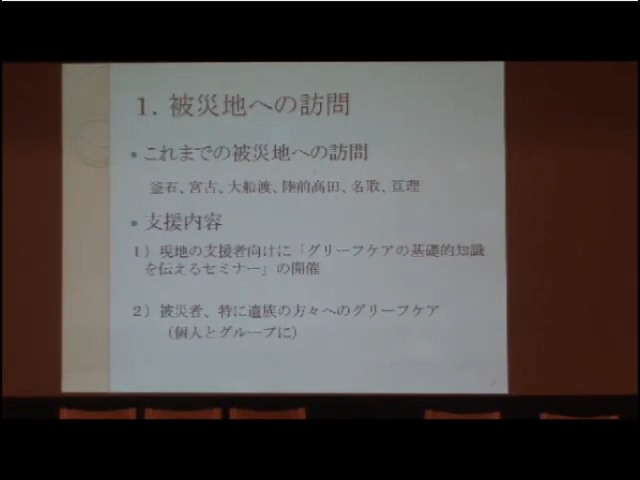 1. 被災地への訪問
• これまでの被災地への訪問
釜石、宮古、大船渡、陸前高田、名取、亘理
• 支援内容
1）現地の支援者向けに「グリーフケアの基礎的知識
を伝えるセミナー」の開催
2）被災者、特に遺族の方々へのグリーフケア
（個人とグループに）